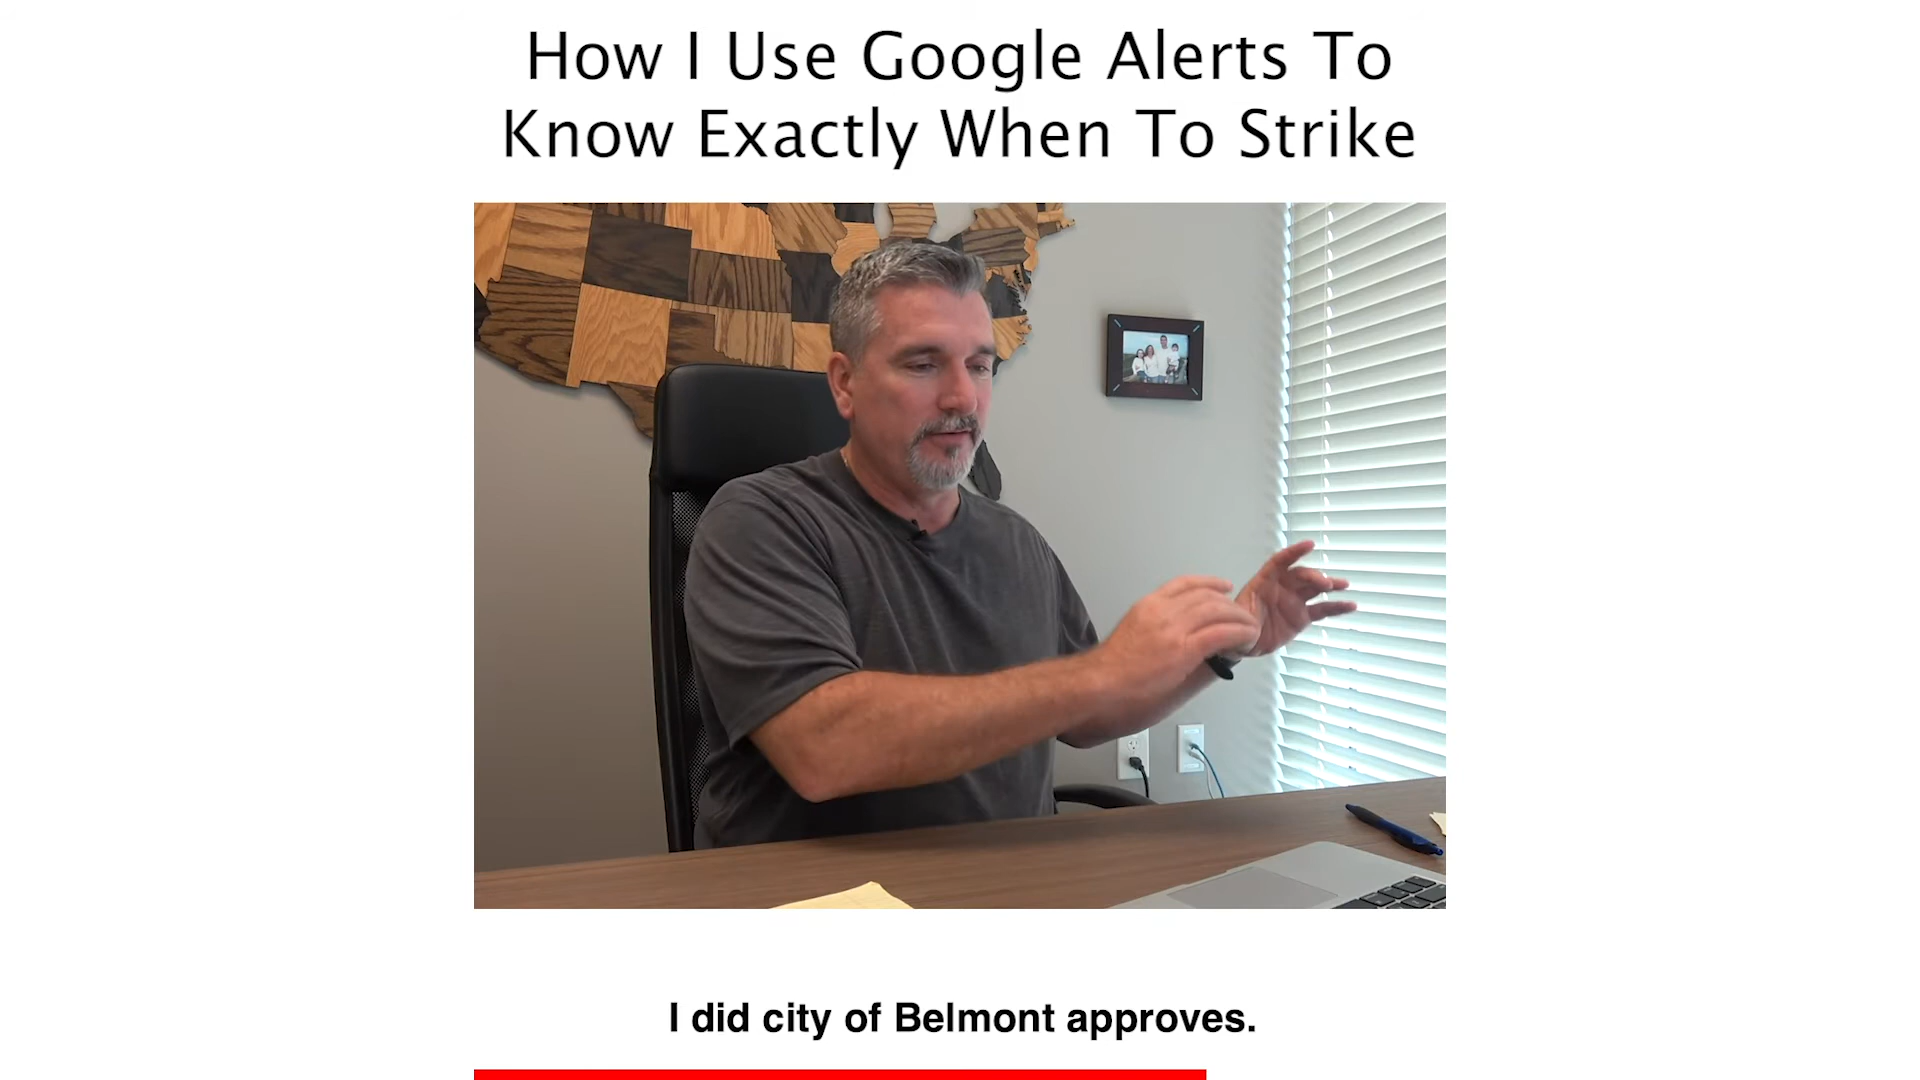 How I Use Google Alerts To
Know Exactly When To Strike
I did city of Belmont approves.